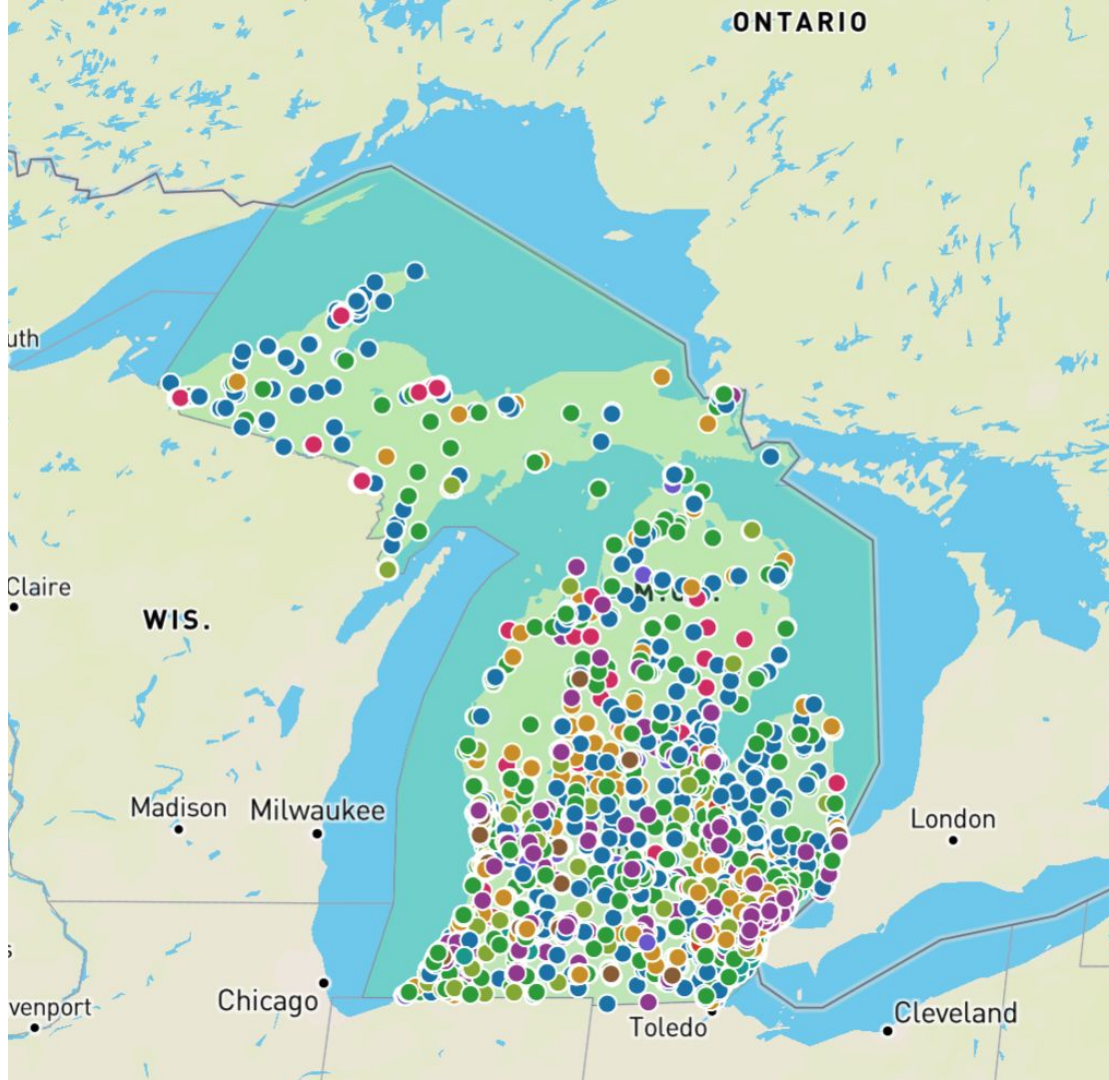 ONTARIO
uth
Claire
WIS.
Madison
Milwaukee
London
Chicago
venport
Toledo
Cleveland